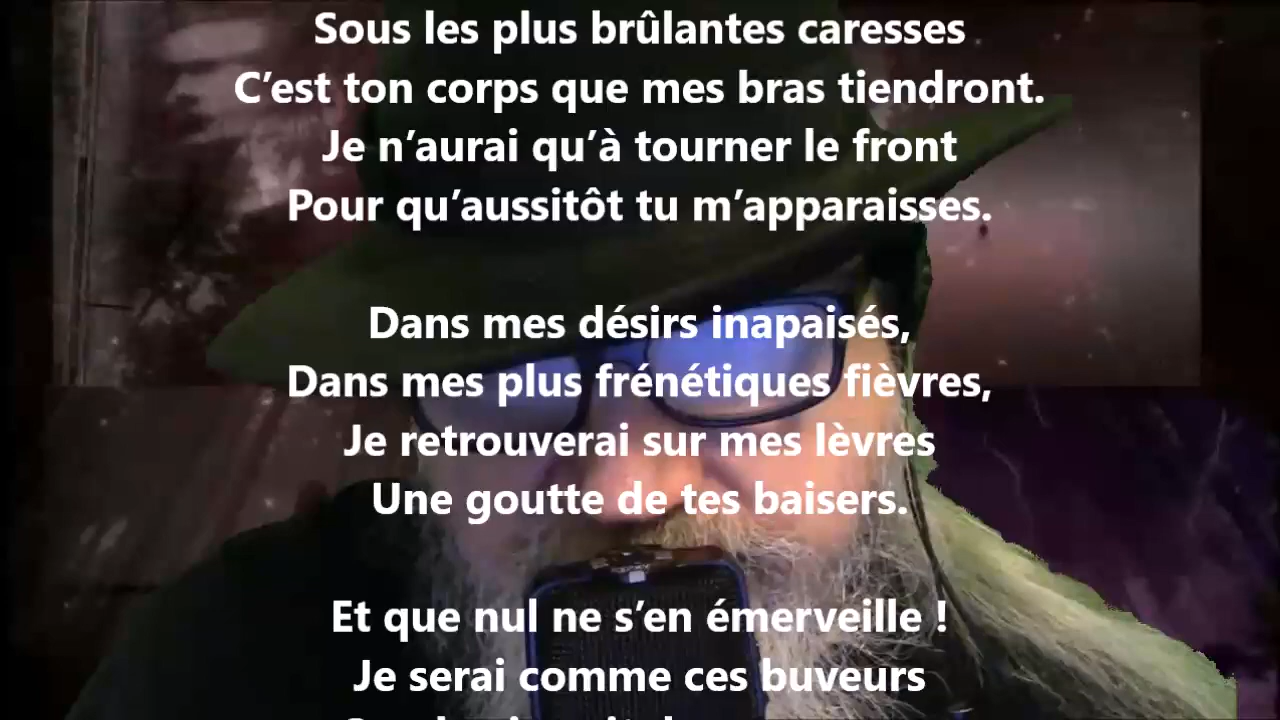 Sous les plus brûlantes caresses
C’est ton corps que mes bras tiendront.
Je n’aurai qu’à tourner le front
Pour qu’aussitôt tu m’apparaisses.
Dans mes désirs inapaisés,
Dans mes plus frénétiques fièvres,
Je retrouverai sur mes lèvres
Une goutte de tes baisers.
Et que nul ne s’en émerveille !
Je serai comme ces buveurs